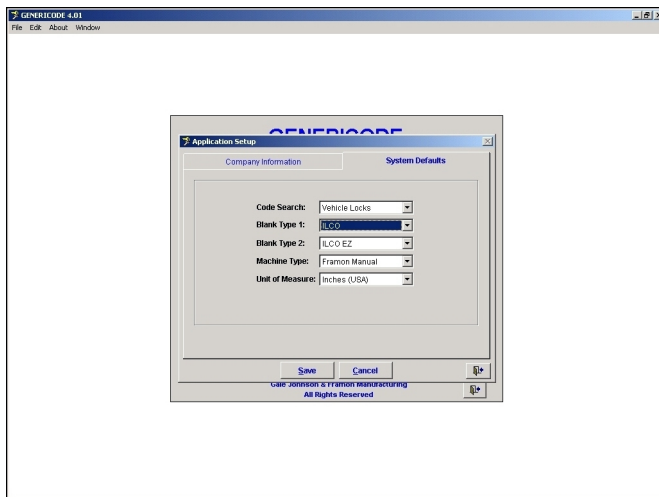 GENERICODE 4.01
File Edit About Window
GENERICODE
Application Setup
Company Information System Defaults
Code Search: Vehicle Locks
Blank Type 1: ILCO
Blank Type 2: ILCO EZ
Machine Type: Framon Manual
Unit of Measure: Inches (USA)
Save Cancel
Gale Johnson & Framon Manufacturing
All Rights Reserved